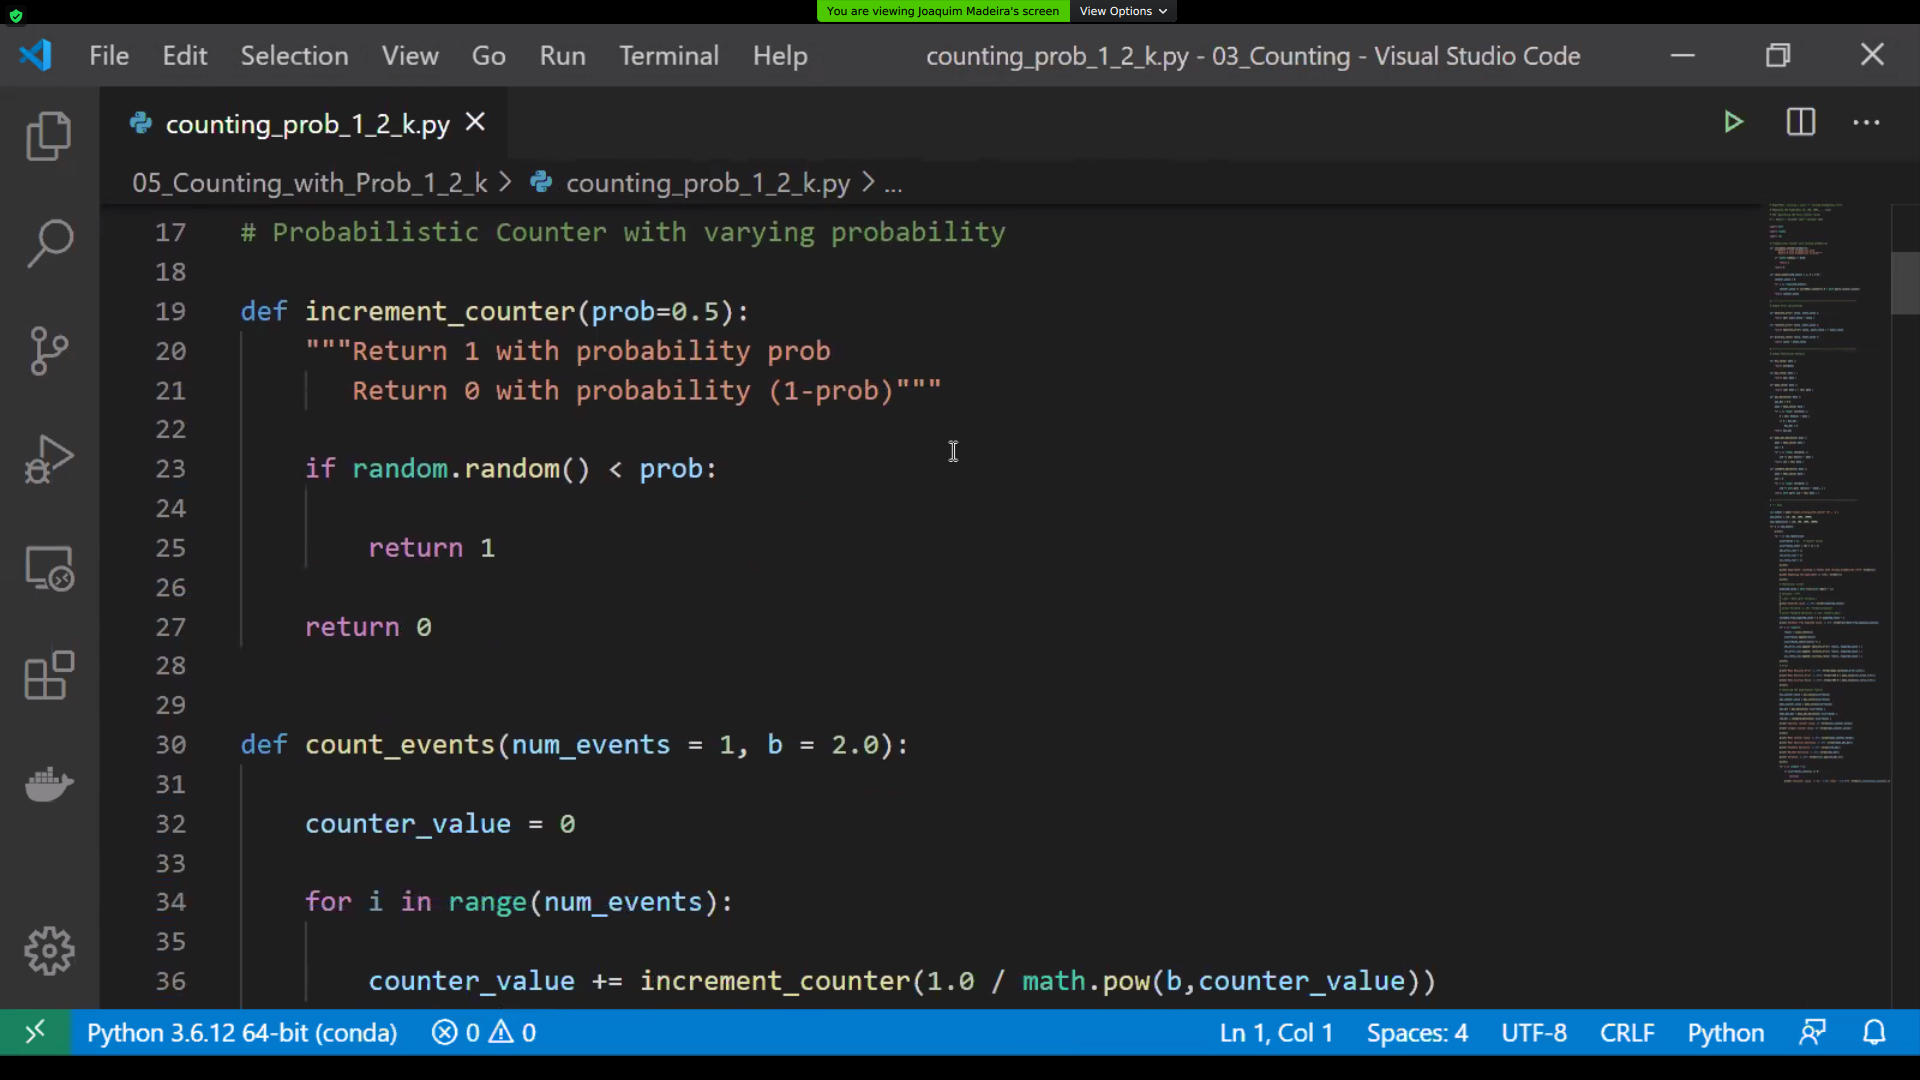 You are viewing Joaquim Madeira's screen
View Options
File Edit Selection View Go Run Terminal Help
counting_prob_1_2_k.py - 03_Counting - Visual Studio Code
counting_prob_1_2_k.py
05_Counting_with_Prob_1_2_k > counting_prob_1_2_k.py > ...
17 # Probabilistic Counter with varying probability
18
19 def increment_counter(prob=0.5):
20 """Return 1 with probability prob
21 Return 0 with probability (1-prob)"""
22
23 if random.random() < prob:
24
25 return 1
26
27 return 0
28
29
30 def count_events(num_events = 1, b = 2.0):
31
32 counter_value = 0
33
34 for i in range(num_events):
35
36 counter_value += increment_counter(1.0 / math.pow(b,counter_value))
Python 3.6.12 64-bit (conda) 0 0 Ln 1, Col 1 Spaces: 4 UTF-8 CRLF Python